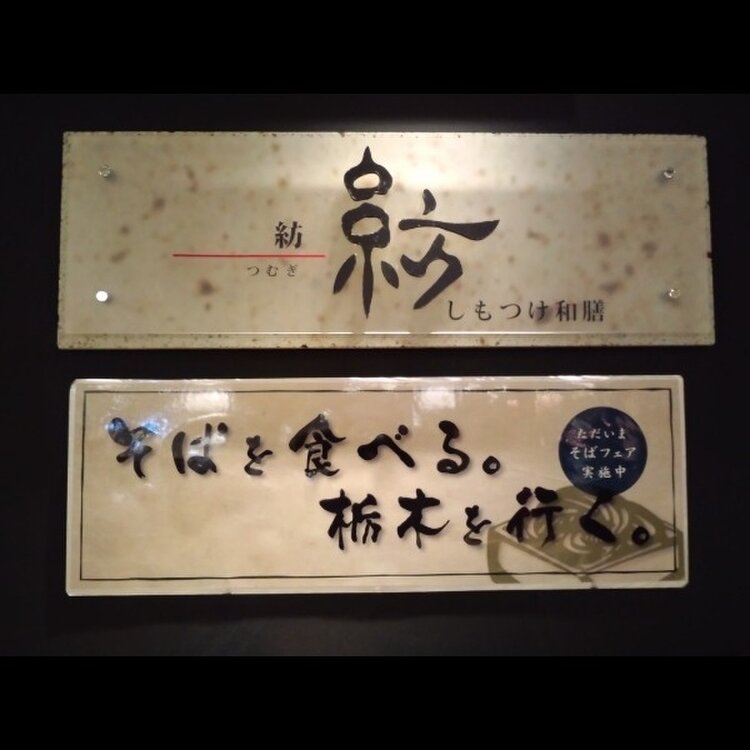 紡
つむぎ
紡
しもつけ和膳
そばを食べる。
栃木を行く。
ただいま
そばフェア
実施中